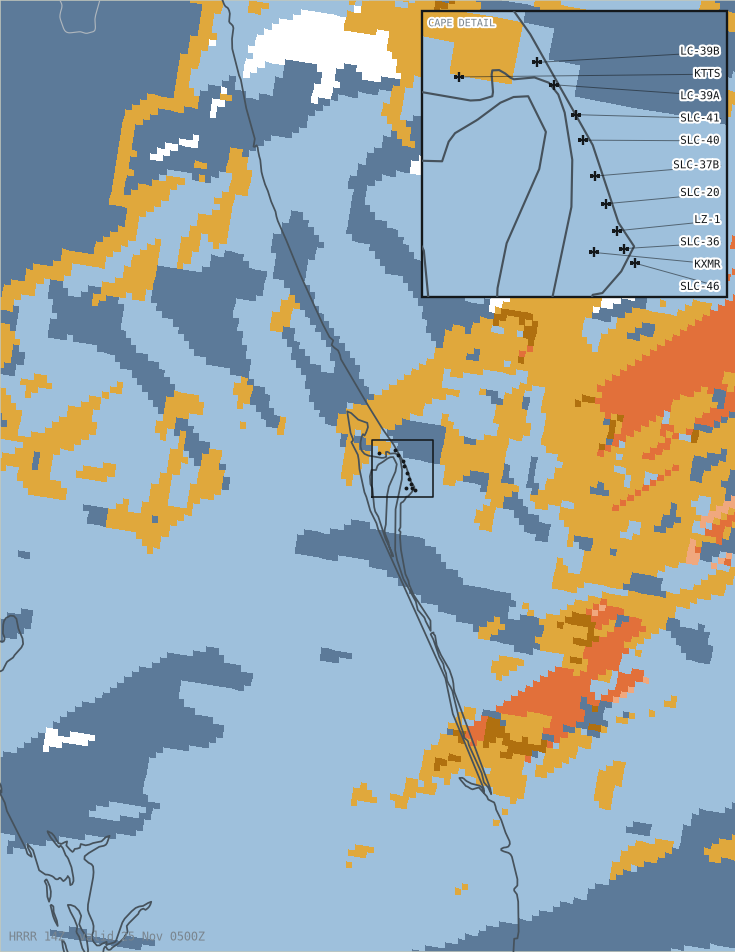 CAPE DETAIL
LC-39B
KTTS
LC-39A
SLC-41
SLC-40
SLC-37B
SLC-20
LZ-1
SLC-36
KXMR
SLC-46
HRRR Nov 0500Z